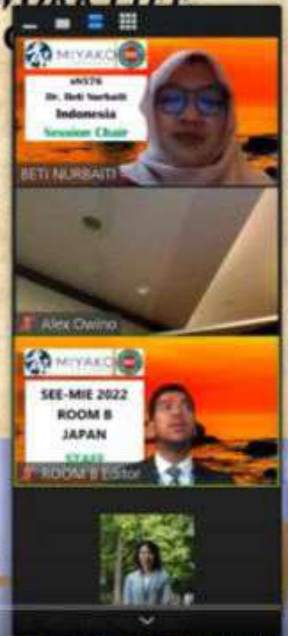 MIYAKO
sN576
Dr. Beti Nurbaiti
Indonesia
Session Chair
BETI NURBAITI
Alex Owino
MIYAKO
SEE-MIE 2022
ROOM B
JAPAN
STAFF
ROOM B Editor